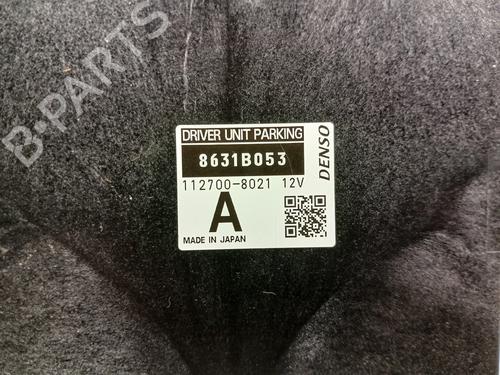 B-PARTS
DRIVER UNIT PARKING
8631B053
DENSO
112700-8021 12V
A
MADE IN JAPAN